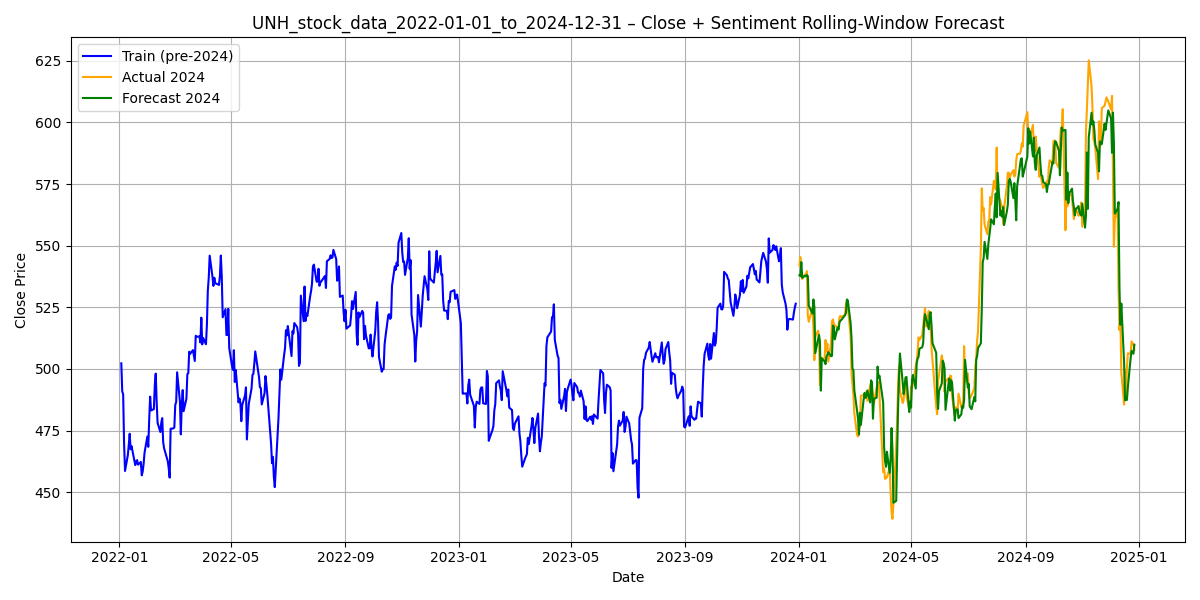 UNH_stock_data_2022-01-01_to_2024-12-31 – Close + Sentiment Rolling-Window Forecast
Train (pre-2024)
Actual 2024
Forecast 2024
Close Price
625
600
575
550
525
500
475
450
2022-01 2022-05 2022-09 2023-01 2023-05 2023-09 2024-01 2024-05 2024-09 2025-01
Date